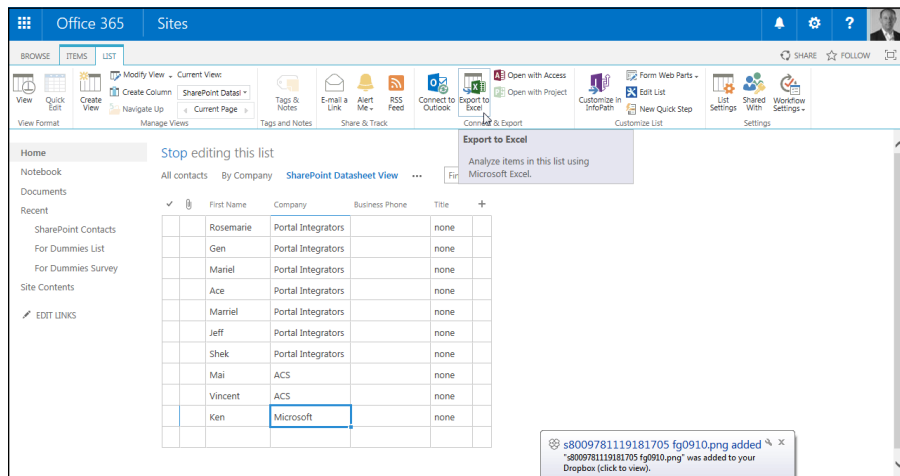 Office 365 Sites ?
BROWSE ITEMS LIST SHARE FOLLOW
View
Quick Edit
Create View
Modify View
Create Column
Navigate Up
Current View:
SharePoint Datasl
Current Page
Tags & Notes
E-mail a Link
Alert Me
RSS Feed
Connect to Outlook
Export to Excel
Open with Access
Open with Project
Customize in InfoPath
Form Web Parts
Edit List
New Quick Step
List Settings
Shared With
Workflow Settings
View Format Manage Views Tags and Notes Share & Track Connect & Export Customize List Settings
Export to Excel
Analyze items in this list using
Microsoft Excel.
Home
Notebook
Documents
Recent
SharePoint Contacts
For Dummies List
For Dummies Survey
Site Contents
EDIT LINKS
Stop editing this list
All contacts By Company SharePoint Datasheet View ... Fir
First Name Company Business Phone Title +
Rosemarie Portal Integrators none
Gen Portal Integrators none
Mariel Portal Integrators none
Ace Portal Integrators none
Marriel Portal Integrators none
Jeff Portal Integrators none
Shek Portal Integrators none
Mai ACS none
Vincent ACS none
Ken Microsoft none
s8009781119181705 fg0910.png added
"s8009781119181705 fg0910.png" was added to your
Dropbox (click to view).